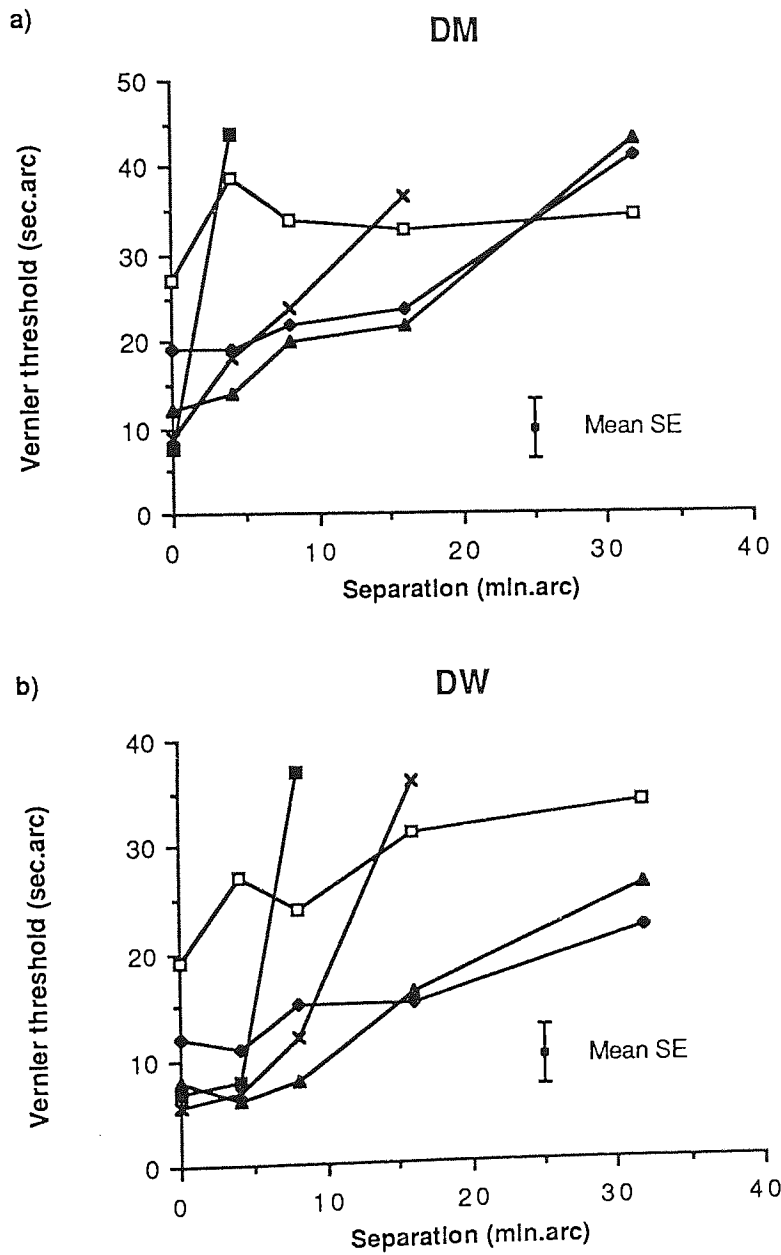 a)
DM
50
40
30
20
10
0
Vernier threshold (sec.arc)
Mean SE
0 10 20 30 40
Separation (min.arc)
b)
DW
40
30
20
10
0
Vernier threshold (sec.arc)
Mean SE
0 10 20 30 40
Separation (min.arc)